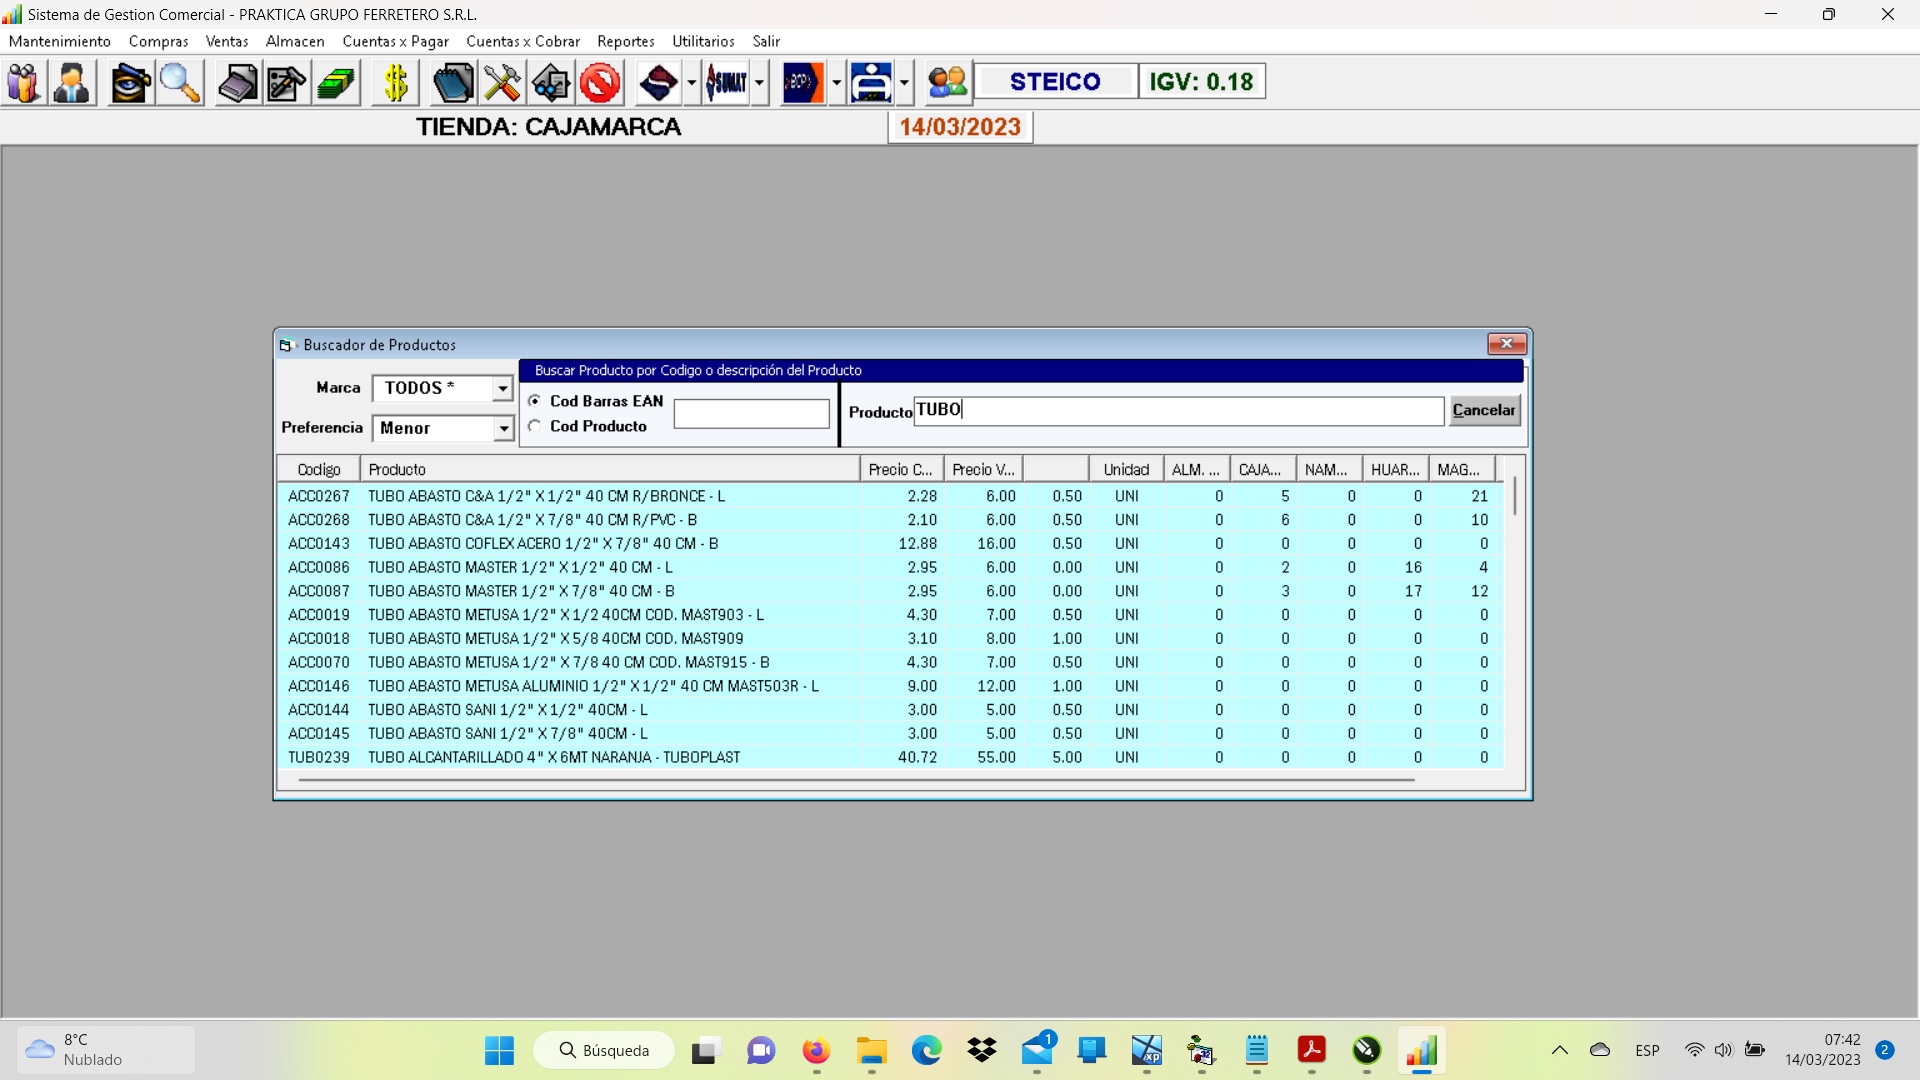 Sistema de Gestion Comercial - PRAKTICA GRUPO FERRETERO S.R.L.
Mantenimiento Compras Ventas Almacen Cuentas x Pagar Cuentas x Cobrar Reportes Utilitarios Salir
SUNAT >BCP> STEICO IGV: 0.18
TIENDA: CAJAMARCA 14/03/2023
Buscador de Productos
Buscar Producto por Codigo o descripción del Producto
Marca TODOS * Cod Barras EAN Producto TUBO Cancelar
Preferencia Menor Cod Producto
Codigo Producto Precio C... Precio V... Unidad ALM. ... CAJA... NAM... HUAR... MAG...
ACC0267 TUBO ABASTO C&A 1/2" X 1/2" 40 CM R/BRONCE - L 2.28 6.00 0.50 UNI 0 5 0 0 21
ACC0268 TUBO ABASTO C&A 1/2" X 7/8" 40 CM R/PVC - B 2.10 6.00 0.50 UNI 0 6 0 0 10
ACC0143 TUBO ABASTO COFLEX ACERO 1/2" X 7/8" 40 CM - B 12.88 16.00 0.50 UNI 0 0 0 0 0
ACC0086 TUBO ABASTO MASTER 1/2" X 1/2" 40 CM - L 2.95 6.00 0.00 UNI 0 2 0 16 4
ACC0087 TUBO ABASTO MASTER 1/2" X 7/8" 40 CM - B 2.95 6.00 0.00 UNI 0 3 0 17 12
ACC0019 TUBO ABASTO METUSA 1/2" X 1/2 40CM COD. MAST903 - L 4.30 7.00 0.50 UNI 0 0 0 0 0
ACC0018 TUBO ABASTO METUSA 1/2" X 5/8 40CM COD. MAST909 3.10 8.00 1.00 UNI 0 0 0 0 0
ACC0070 TUBO ABASTO METUSA 1/2" X 7/8 40 CM COD. MAST915 - B 4.30 7.00 0.50 UNI 0 0 0 0 0
ACC0146 TUBO ABASTO METUSA ALUMINIO 1/2" X 1/2" 40 CM MAST503R - L 9.00 12.00 1.00 UNI 0 0 0 0 0
ACC0144 TUBO ABASTO SANI 1/2" X 1/2" 40CM - L 3.00 5.00 0.50 UNI 0 0 0 0 0
ACC0145 TUBO ABASTO SANI 1/2" X 7/8" 40CM - L 3.00 5.00 0.50 UNI 0 0 0 0 0
TUB0239 TUBO ALCANTARILLADO 4" X 6MT NARANJA - TUBOPLAST 40.72 55.00 5.00 UNI 0 0 0 0 0
8°C
Nublado
Búsqueda
1
xp
ESP
07:42
14/03/2023
2